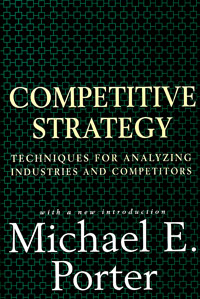 COMPETITIVE
STRATEGY
TECHNIQUES FOR ANALYZING
INDUSTRIES AND COMPETITORS
with a new introduction
Michael E.
Porter